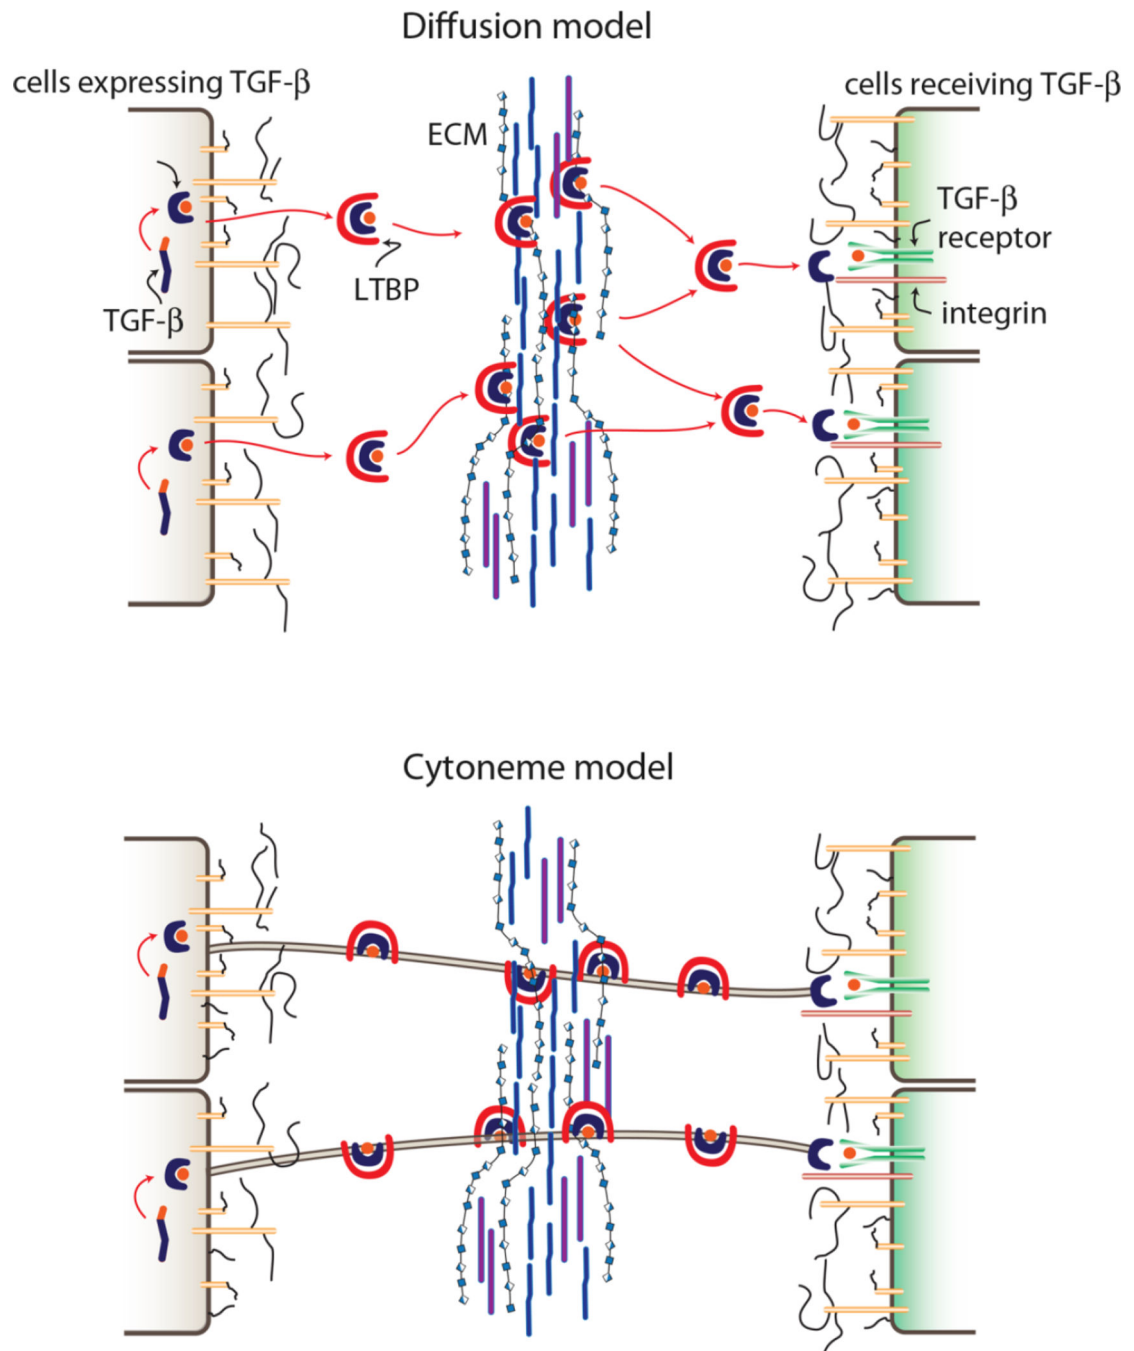 Diffusion model
cells expressing TGF-β
cells receiving TGF-β
ECM
TGF-β
receptor
LTBP
TGF-β
integrin
Cytoneme model